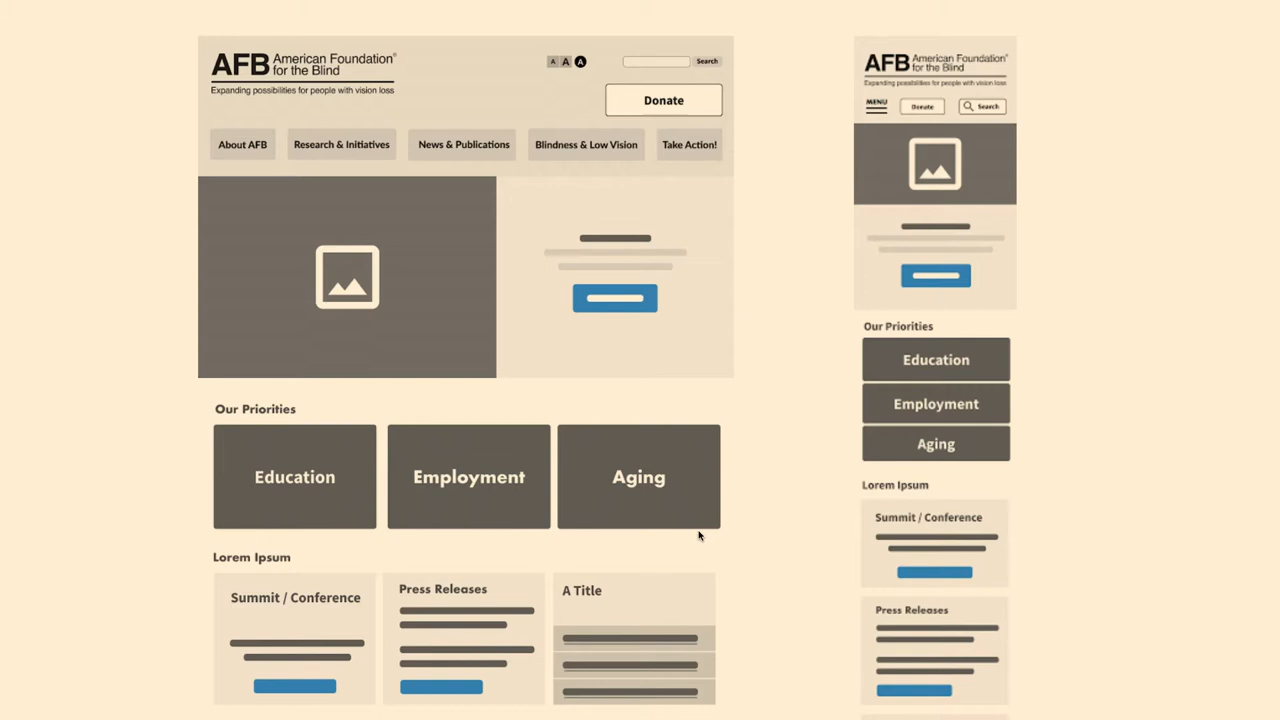 AFB American Foundation®
for the Blind
Expanding possibilities for people with vision loss
A A A
Search
Donate
About AFB
Research & Initiatives
News & Publications
Blindness & Low Vision
Take Action!
Our Priorities
Education
Employment
Aging
Lorem Ipsum
Summit / Conference
Press Releases
A Title
AFB American Foundation®
for the Blind
Expanding possibilities for people with vision loss
MENU
Donate
Search
Our Priorities
Education
Employment
Aging
Lorem Ipsum
Summit / Conference
Press Releases